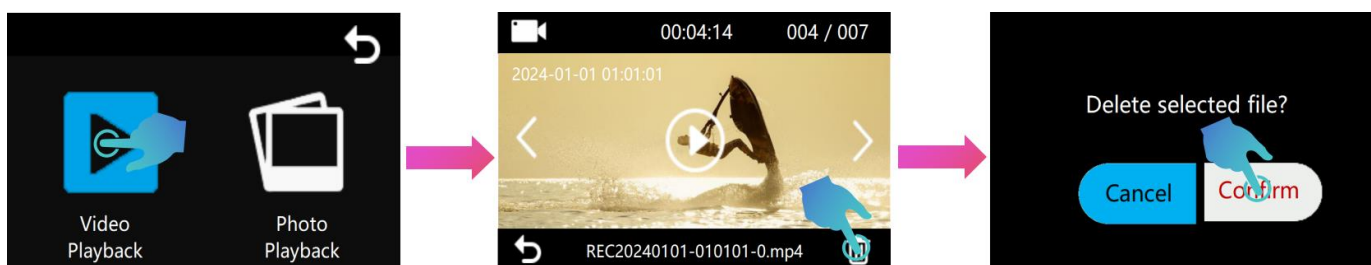 Video
Playback
Photo
Playback
00:04:14
004 / 007
2024-01-01 01:01:01
REC20240101-010101-0.mp4
Delete selected file?
Cancel
Confirm